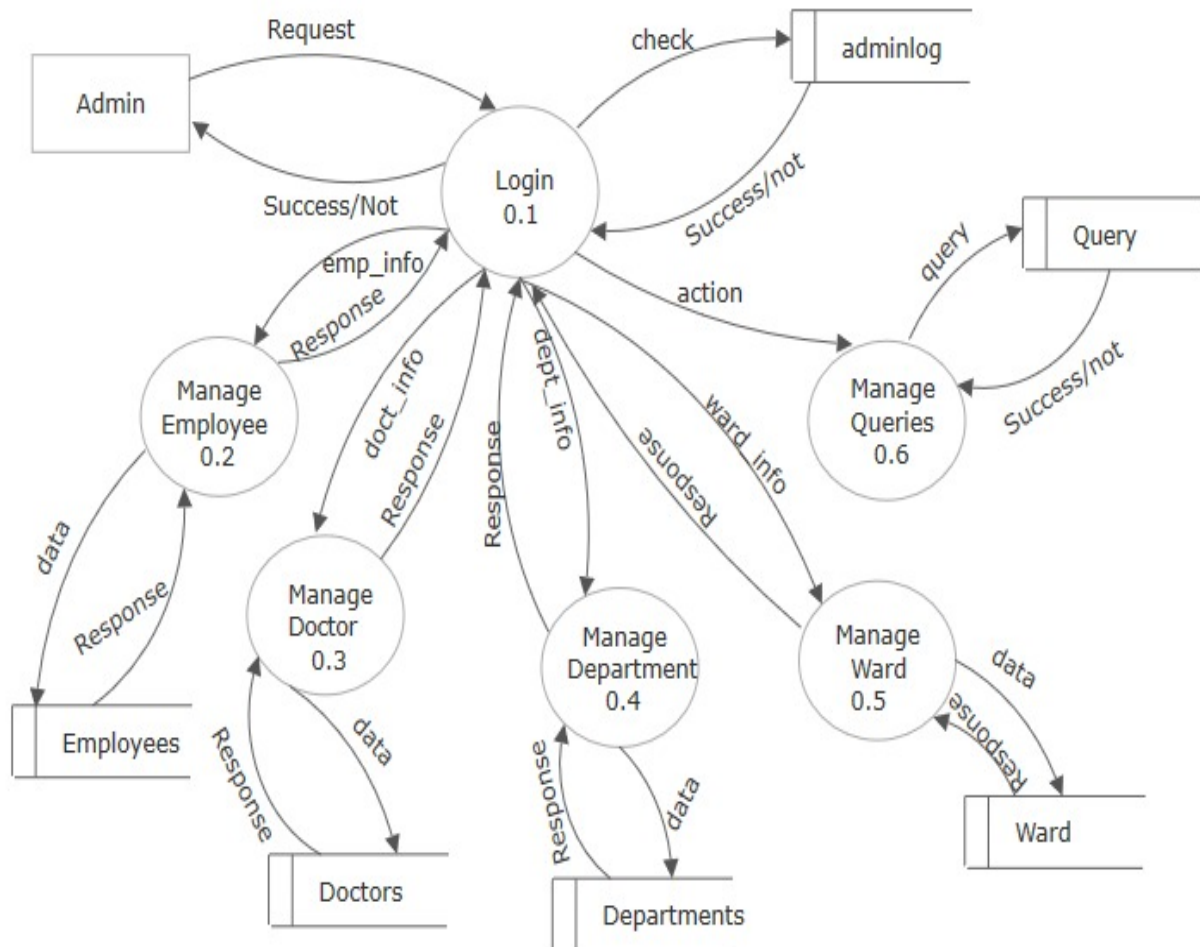 Request
check
adminlog
Admin
Login
0.1
Success/Not
Success/not
emp_info
Response
action
query
Query
Success/not
Manage
Employee
0.2
doct_info
Response
Response
dept_info
Response
ward_info
Manage
Queries
0.6
data
Response
Manage
Doctor
0.3
Manage
Department
0.4
Manage
Ward
0.5
data
Response
Employees
Response
data
Response
data
Ward
Doctors
Departments